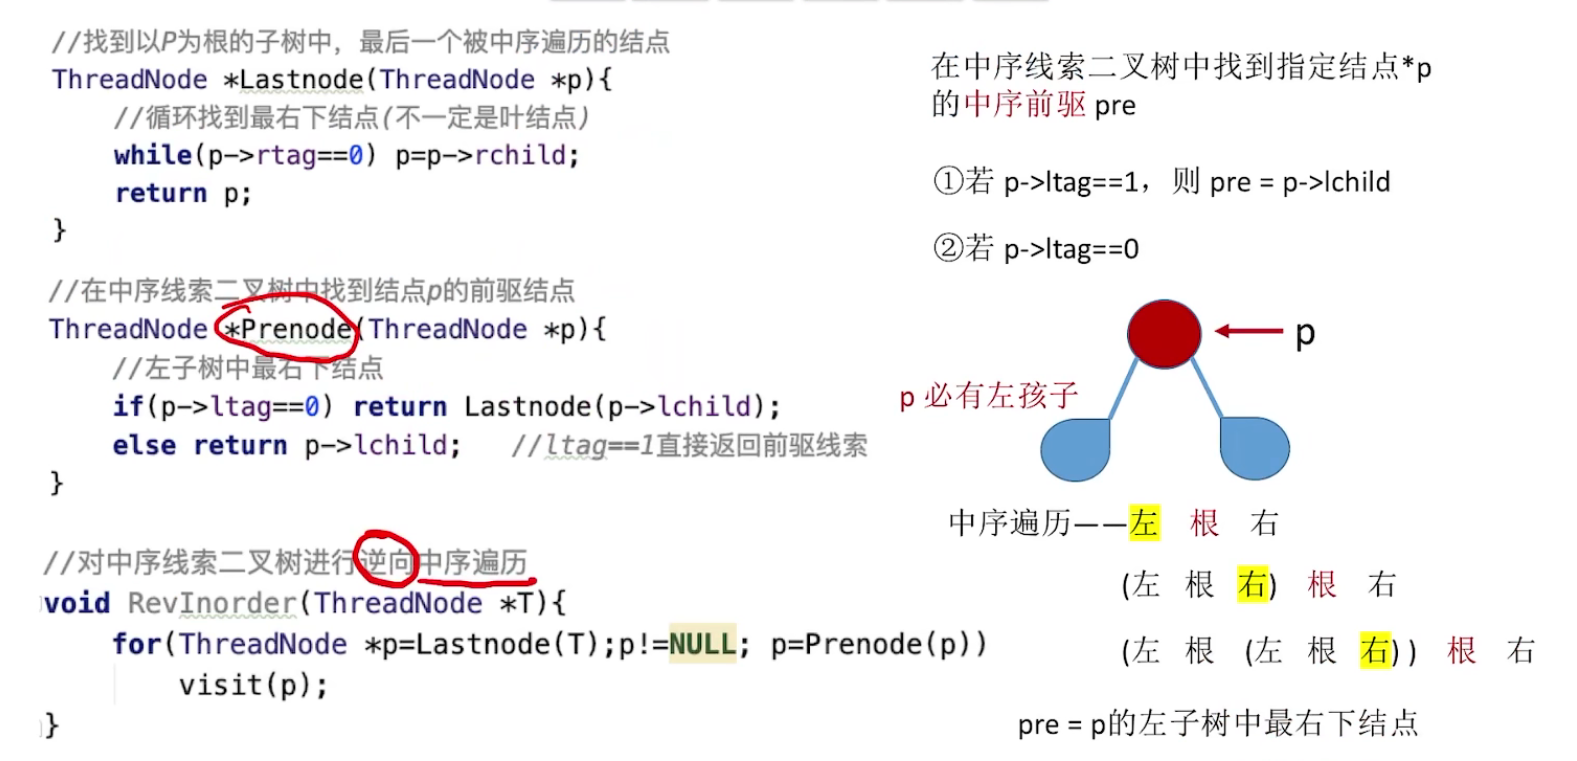 //找到以P为根的子树中，最后一个被中序遍历的结点
ThreadNode *Lastnode(ThreadNode *p){
//循环找到最右下结点(不一定是叶结点)
while(p->rtag==0) p=p->rchild;
return p;
}
//在中序线索二叉树中找到结点p的前驱结点
ThreadNode *Prenode(ThreadNode *p){
//左子树中最右下结点
if(p->ltag==0) return Lastnode(p->lchild);
else return p->lchild; //ltag==1直接返回前驱线索
}
//对中序线索二叉树进行逆向中序遍历
void RevInorder(ThreadNode *T){
for(ThreadNode *p=Lastnode(T);p!=NULL; p=Prenode(p))
visit(p);
}
在中序线索二叉树中找到指定结点*p
的中序前驱 pre
①若 p->ltag==1，则 pre = p->lchild
②若 p->ltag==0
p
p 必有左孩子
中序遍历——左 根 右
(左 根 右) 根 右
(左 根 (左 根 右)) 根 右
pre = p的左子树中最右下结点